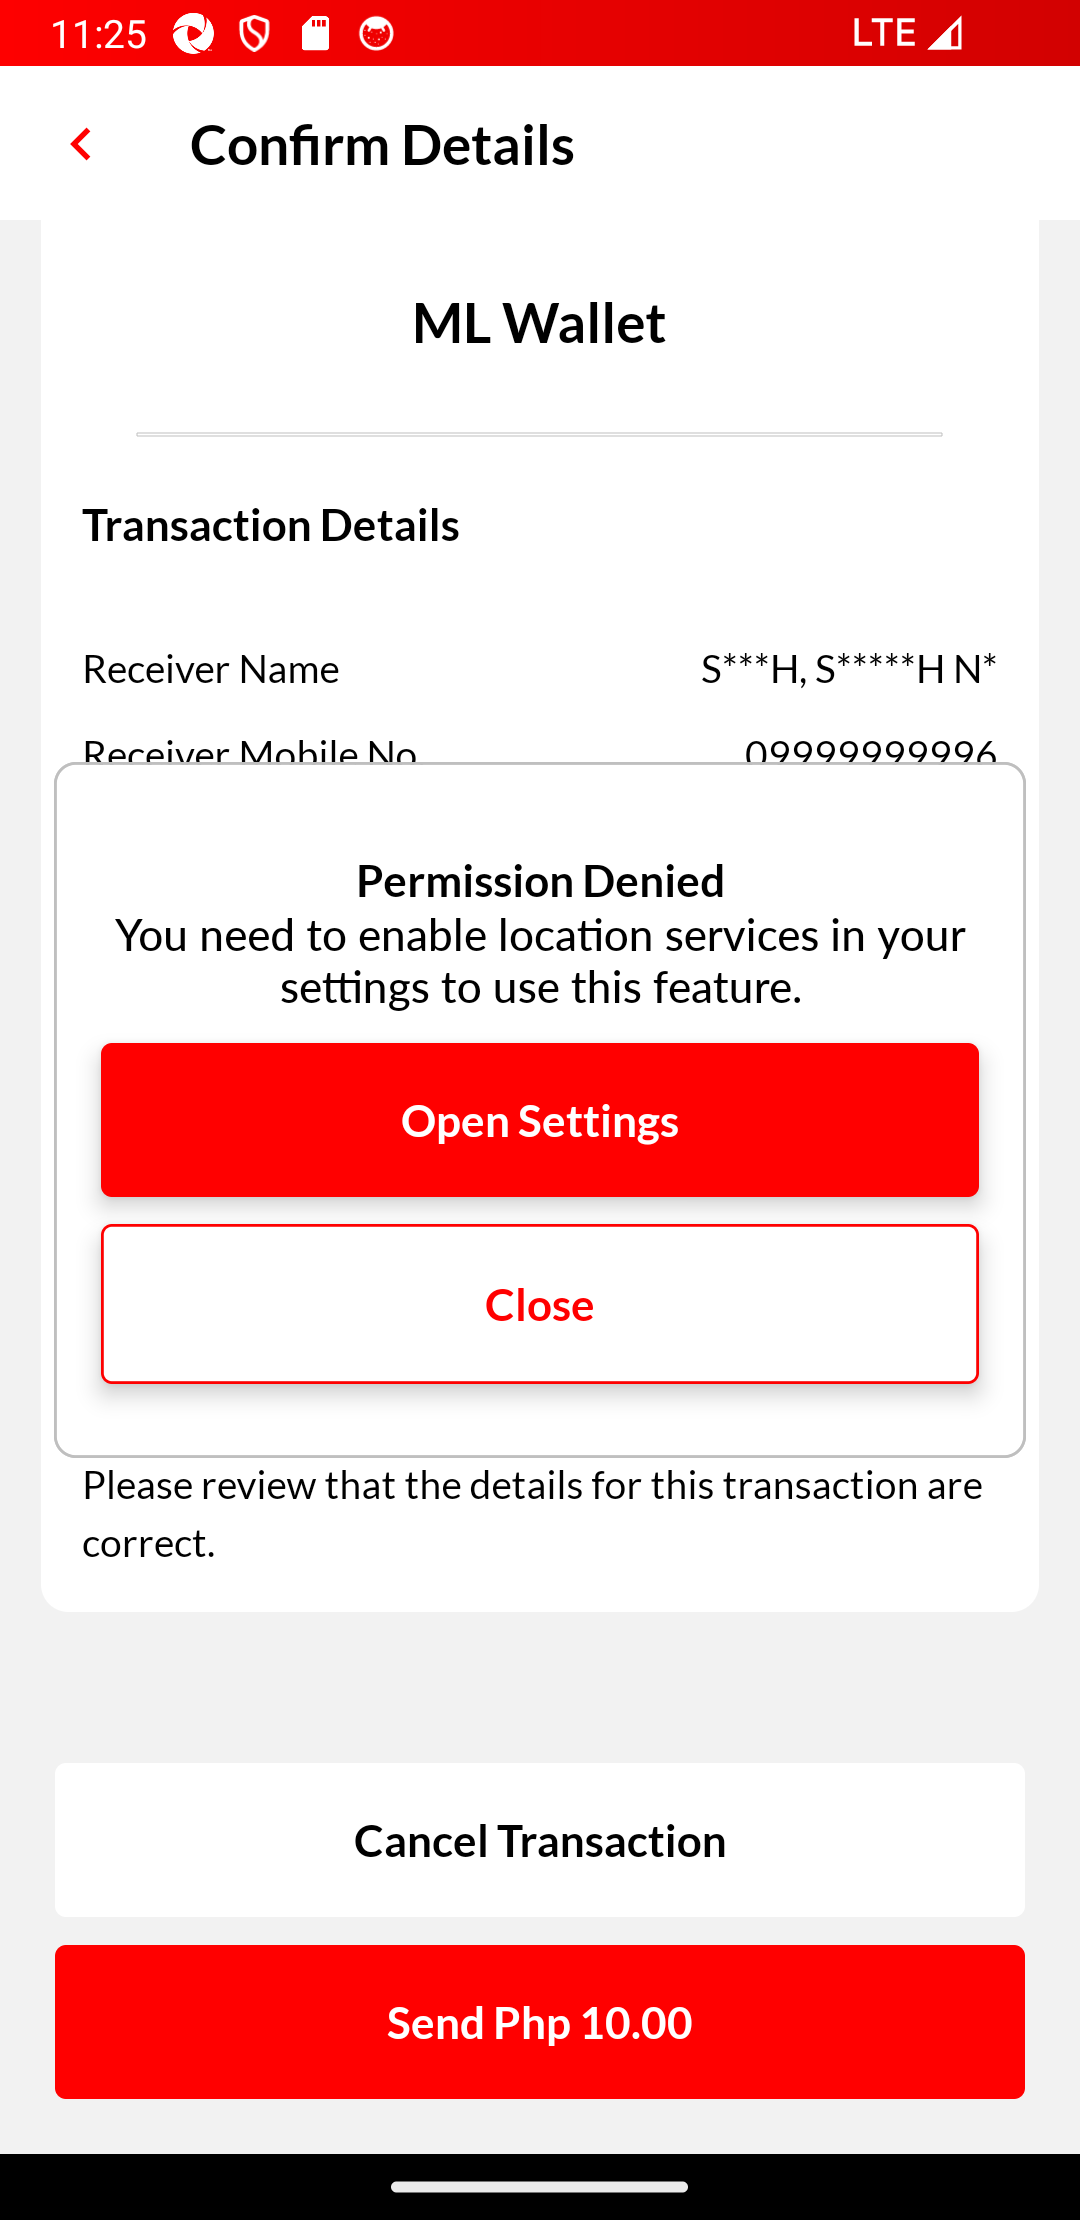 11:25
LTE
Confirm Details
ML Wallet
Transaction Details
Receiver Name S***H, S*****H N*
Receiver Mobile No. 09999999996
Permission Denied
You need to enable location services in your
settings to use this feature.
Open Settings
Close
Please review that the details for this transaction are
correct.
Cancel Transaction
Send Php 10.00